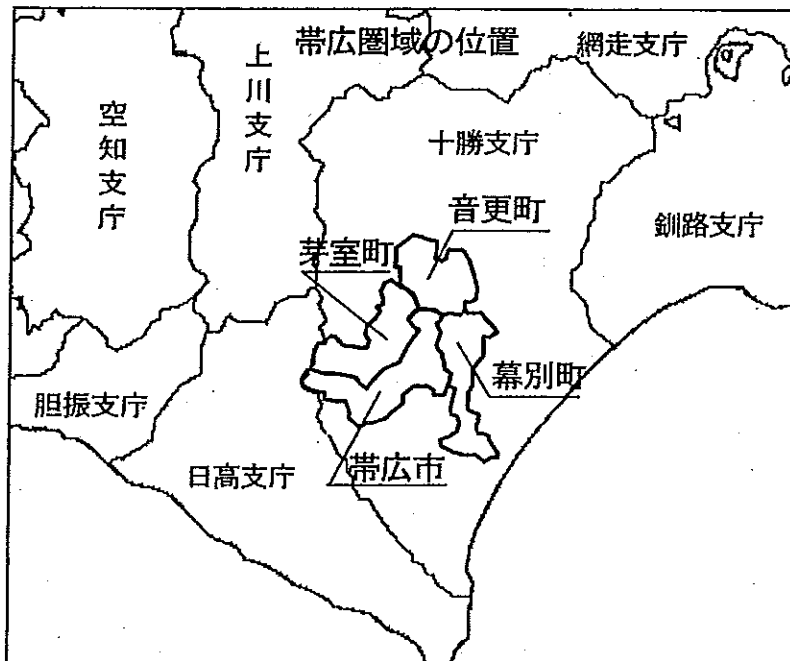 帯広圏域の位置
網走支庁
上川支庁
空知支庁
十勝支庁
音更町
釧路支庁
芽室町
幕別町
胆振支庁
日高支庁
帯広市